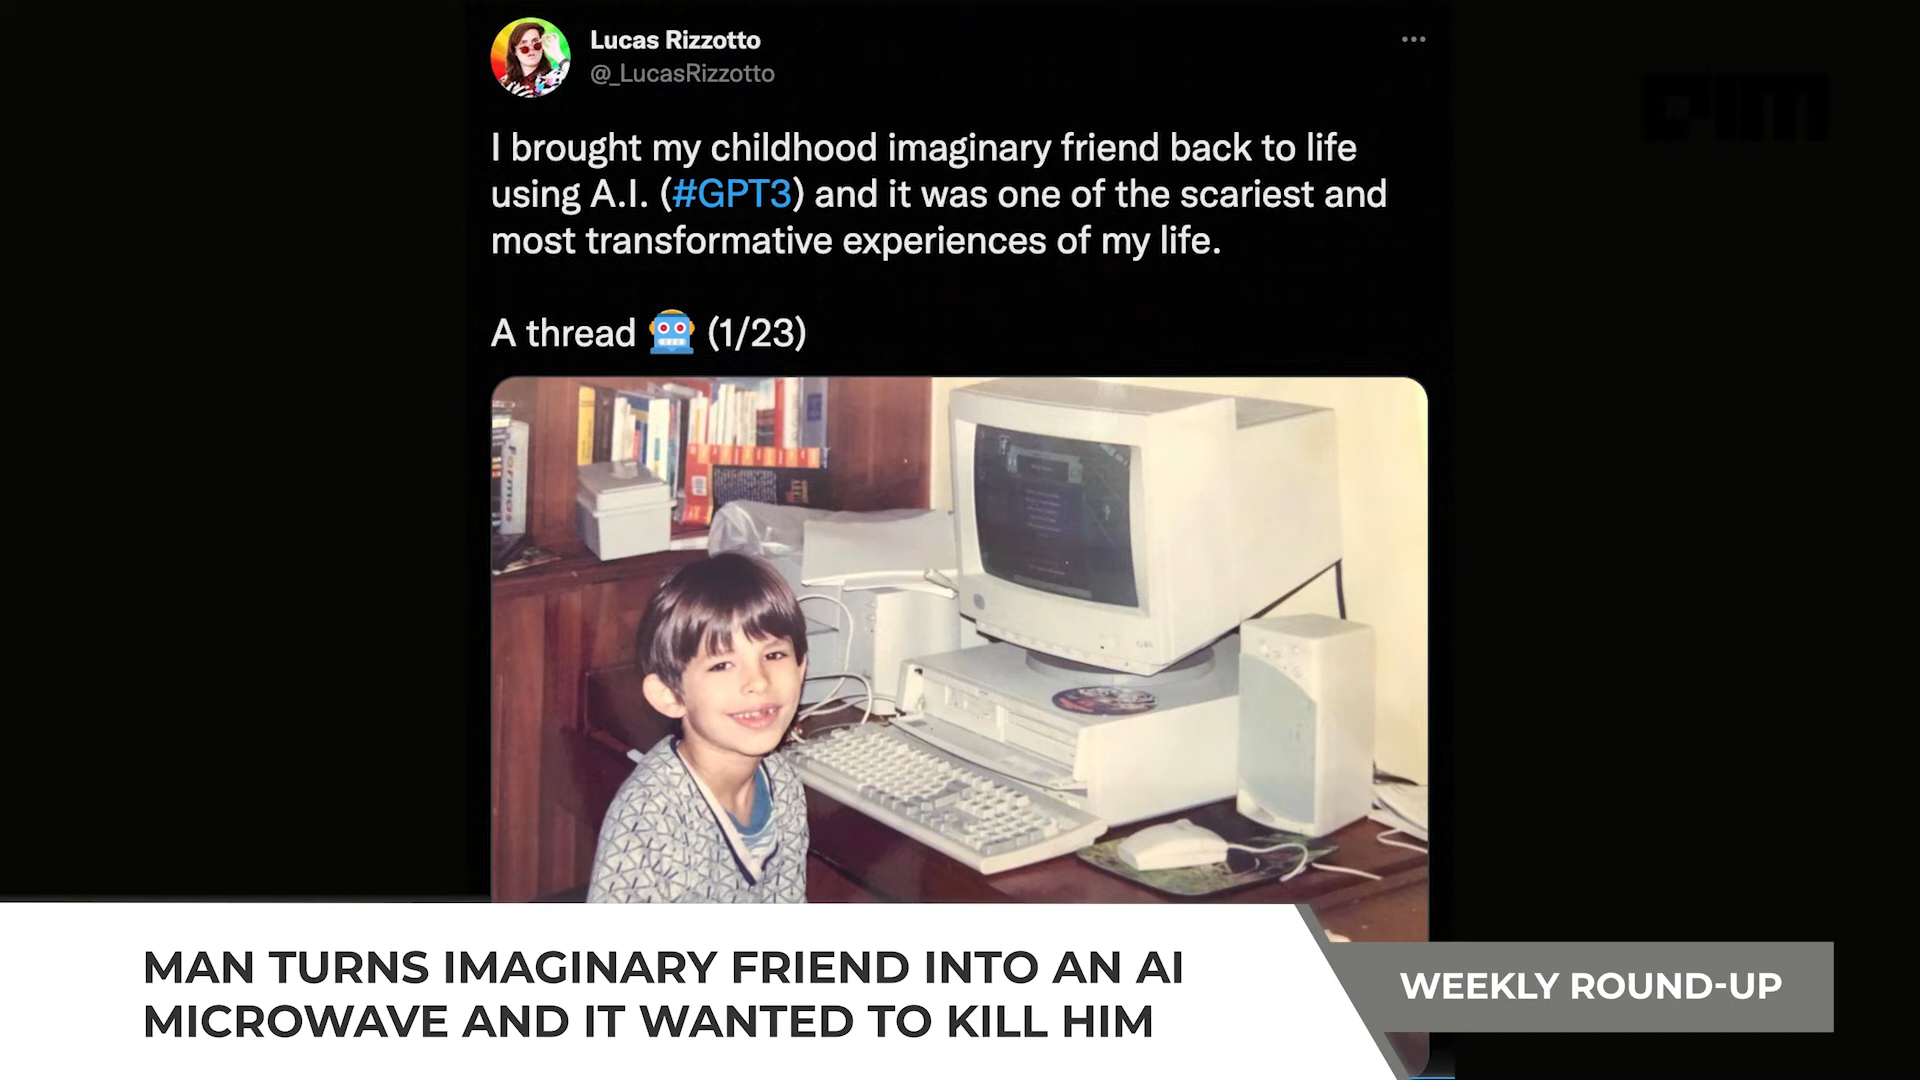 Lucas Rizzotto
@_LucasRizzotto
I brought my childhood imaginary friend back to life
using A.I. (#GPT3) and it was one of the scariest and
most transformative experiences of my life.
A thread 🤖 (1/23)
Formas
MAN TURNS IMAGINARY FRIEND INTO AN AI
MICROWAVE AND IT WANTED TO KILL HIM
WEEKLY ROUND-UP